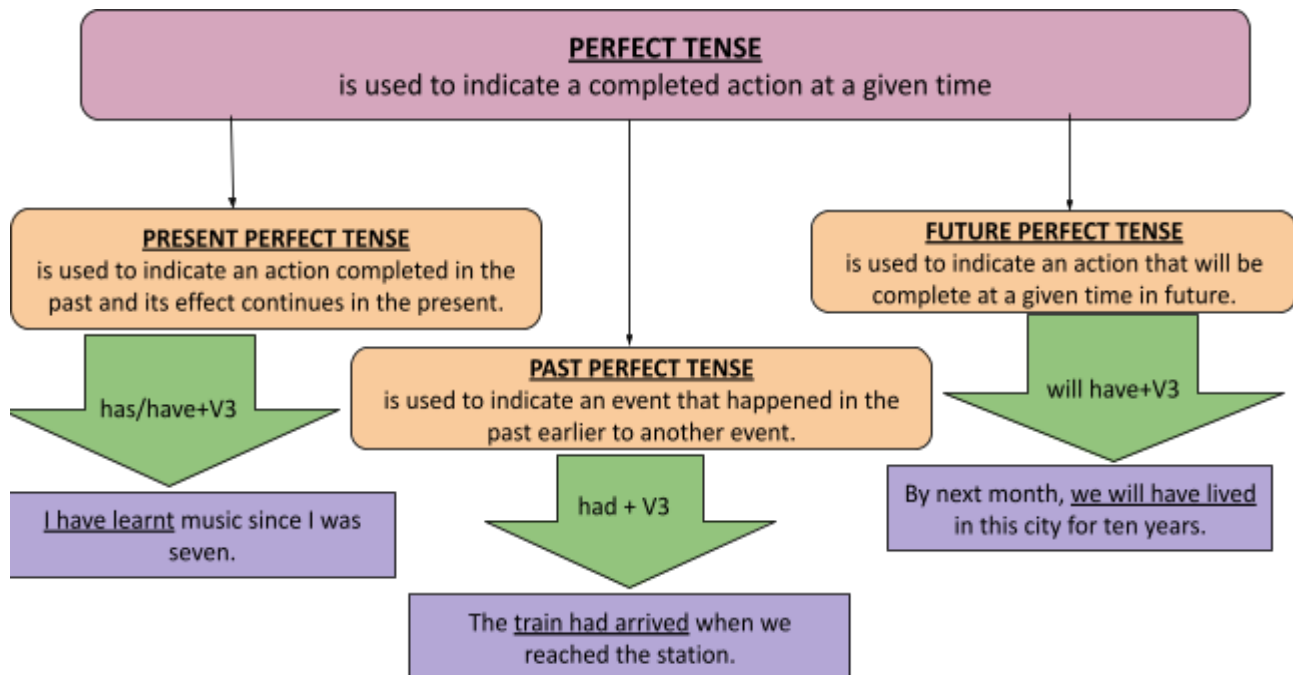 PERFECT TENSE
is used to indicate a completed action at a given time
PRESENT PERFECT TENSE
is used to indicate an action completed in the
past and its effect continues in the present.
has/have+V3
I have learnt music since I was
seven.
PAST PERFECT TENSE
is used to indicate an event that happened in the
past earlier to another event.
had + V3
The train had arrived when we
reached the station.
FUTURE PERFECT TENSE
is used to indicate an action that will be
complete at a given time in future.
will have+V3
By next month, we will have lived
in this city for ten years.